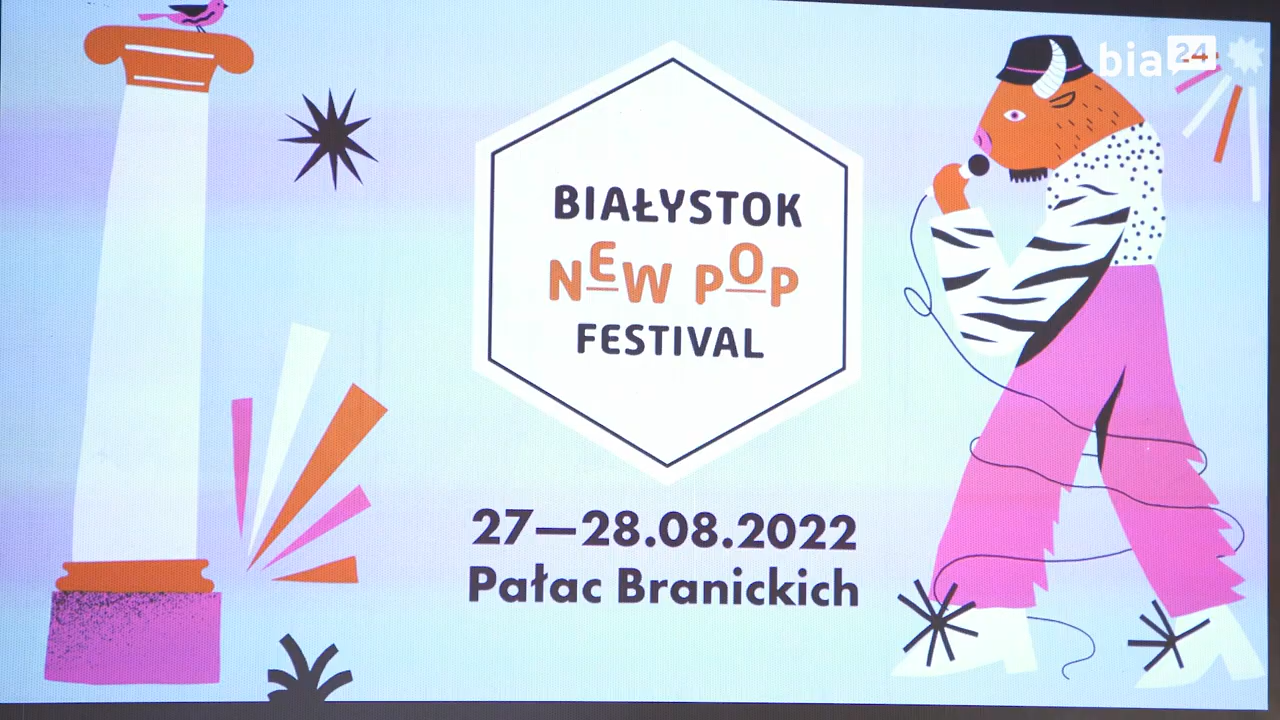 bia24
BIAŁYSTOK
NEW POP
FESTIVAL
27—28.08.2022
Pałac Branickich